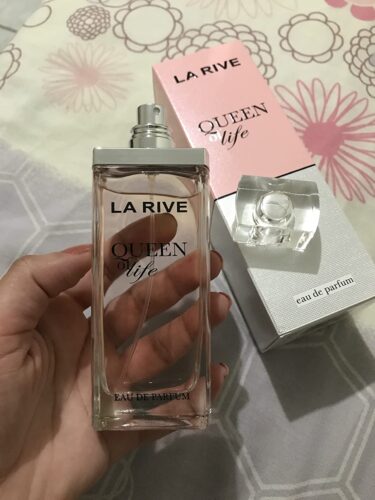 LA RIVE
QUEEN
of life
eau de parfum
LA RIVE
QUEEN
of life
EAU DE PARFUM